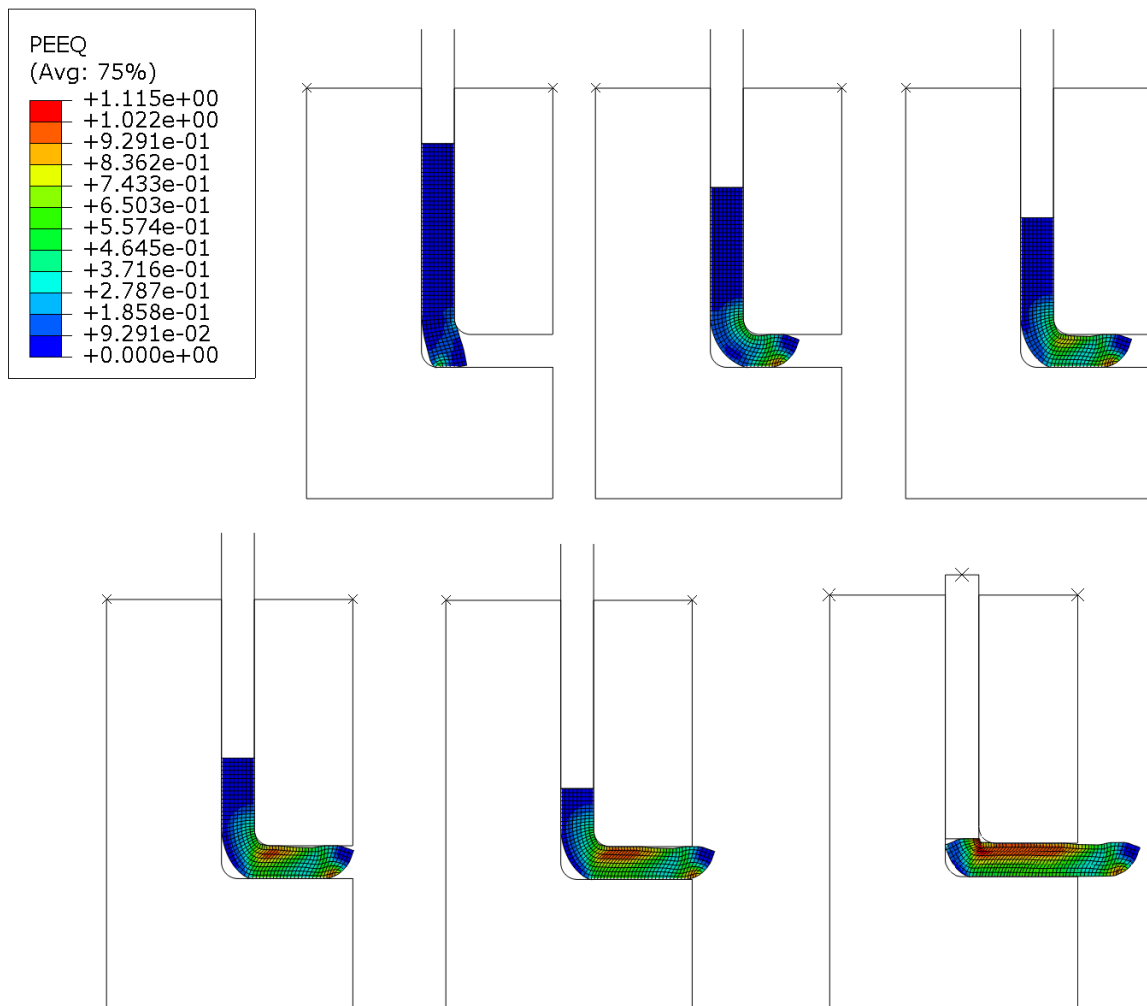 PEEQ
(Avg: 75%)
+1.115e+00
+1.022e+00
+9.291e-01
+8.362e-01
+7.433e-01
+6.503e-01
+5.574e-01
+4.645e-01
+3.716e-01
+2.787e-01
+1.858e-01
+9.291e-02
+0.000e+00